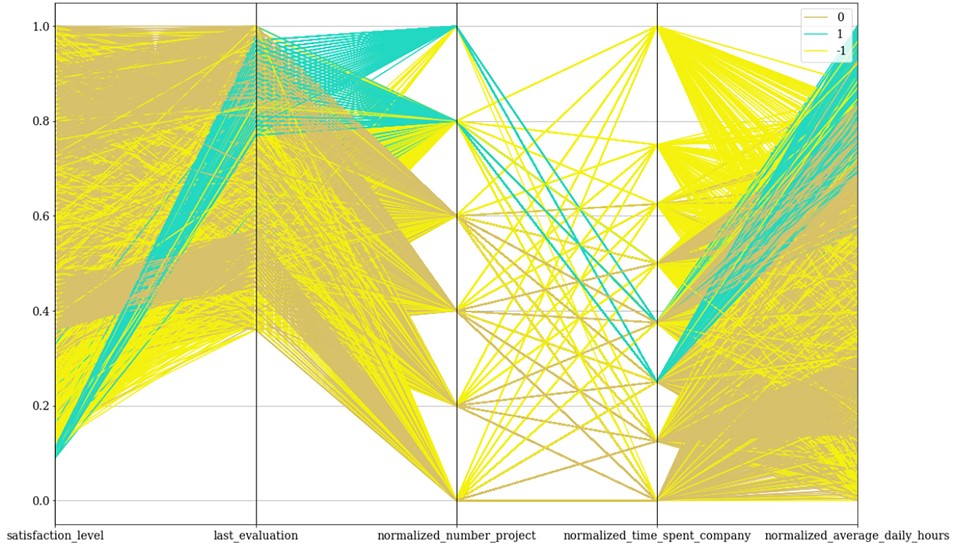 1.0
0.8
0.6
0.4
0.2
0.0
0
1
-1
satisfaction_level
last_evaluation
normalized_number_project
normalized_time_spent_company
normalized_average_daily_hours